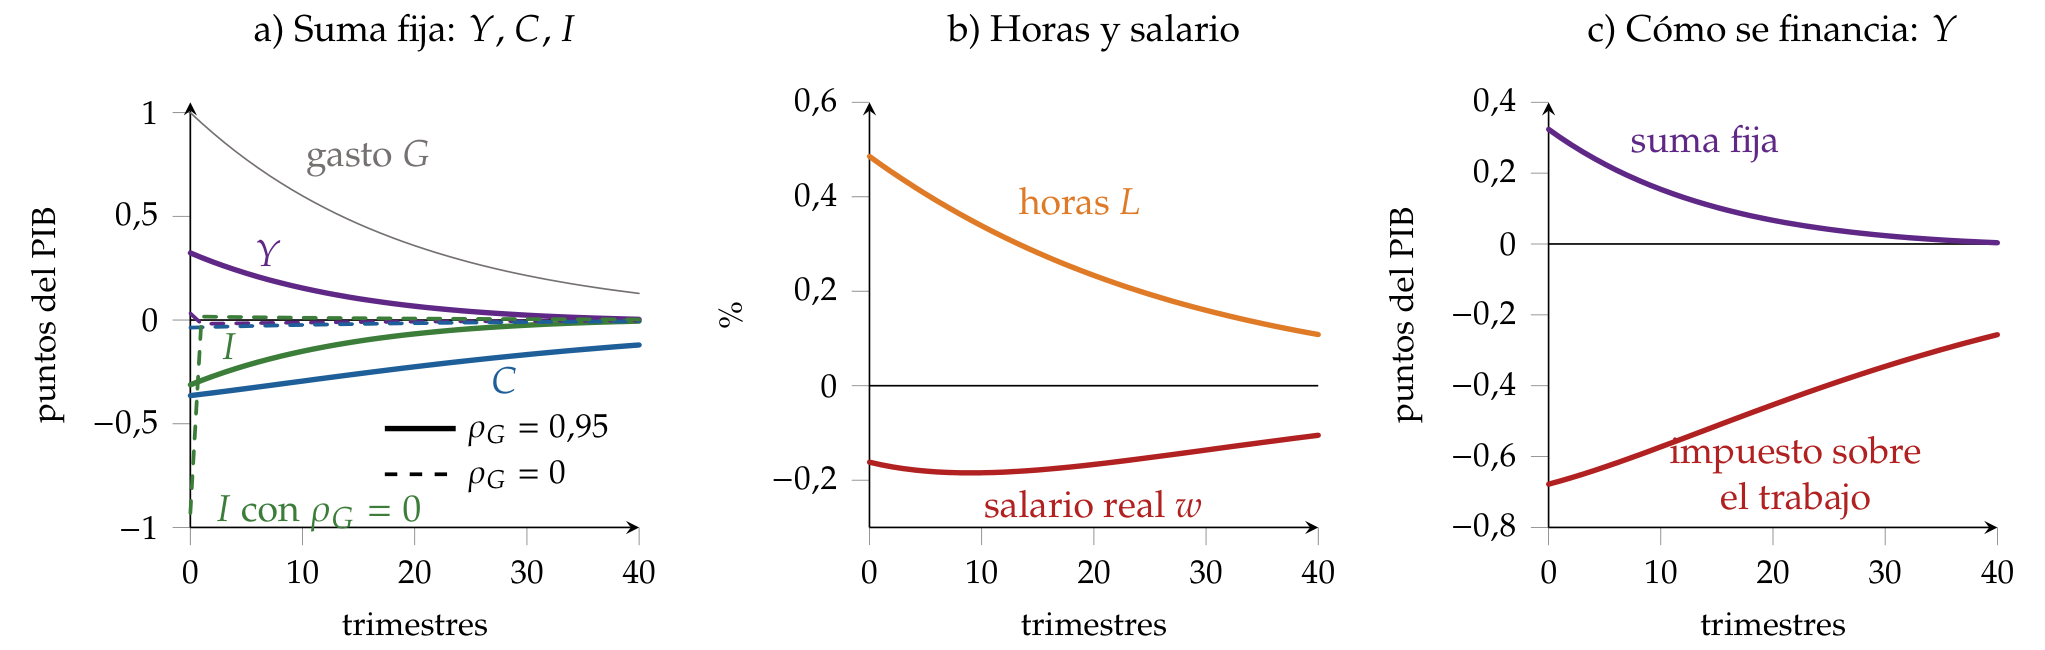 a) Suma fija: Y, C, I
puntos del PIB
1
0,5
0
−0,5
−1
gasto G
Y
I
C
ρG = 0,95
ρG = 0
I con ρG = 0
0 10 20 30 40
trimestres
b) Horas y salario
%
0,6
0,4
0,2
0
−0,2
horas L
salario real w
0 10 20 30 40
trimestres
c) Cómo se financia: Y
puntos del PIB
0,4
0,2
0
−0,2
−0,4
−0,6
−0,8
suma fija
impuesto sobre
el trabajo
0 10 20 30 40
trimestres